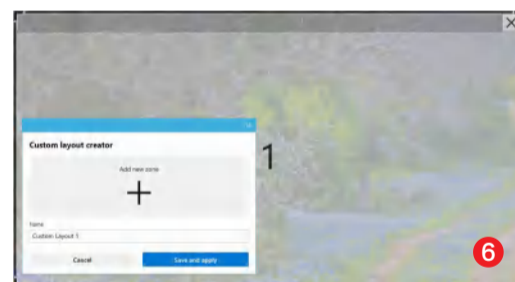 Custom layout creator
1
Add new zone
+
Name
Custom Layout 1
Cancel
Save and apply
6